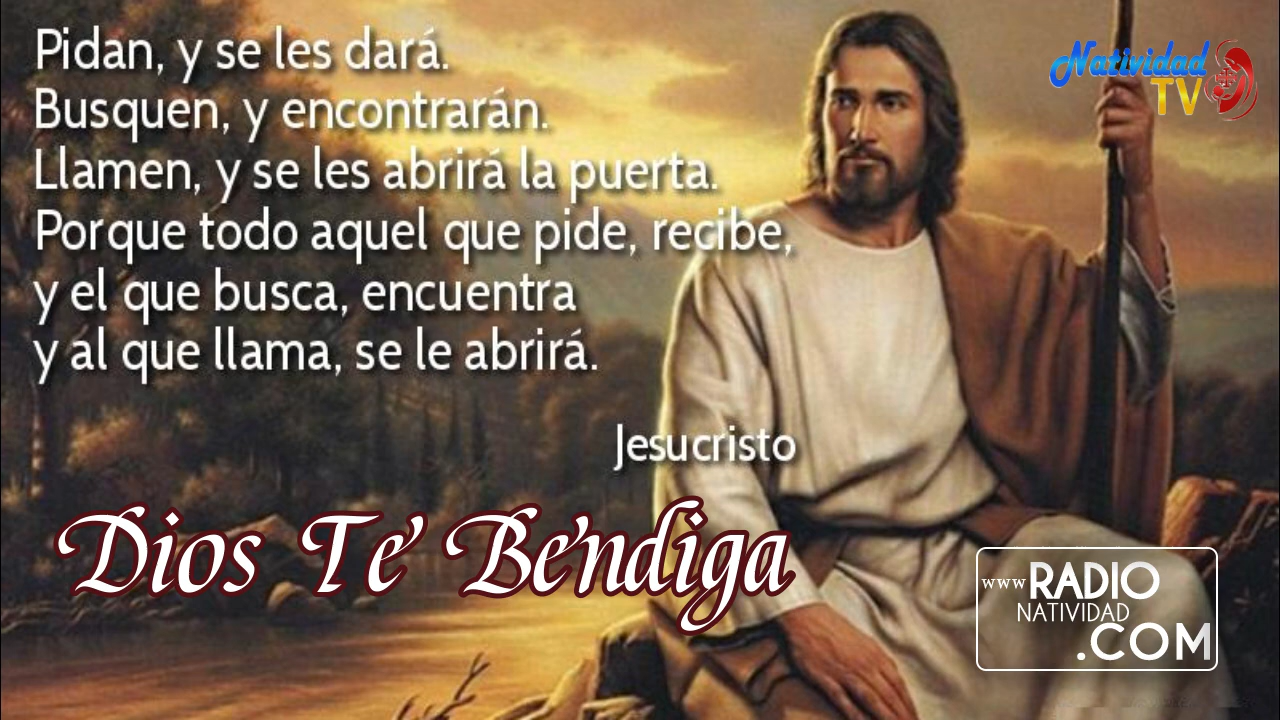 Pidan, y se les dará.
Busquen, y encontrarán.
Llamen, y se les abrirá la puerta.
Porque todo aquel que pide, recibe,
y el que busca, encuentra
y al que llama, se le abrirá.
Jesucristo
Dios Te Bendiga
Natividad
TV
www RADIO
NATIVIDAD
.COM